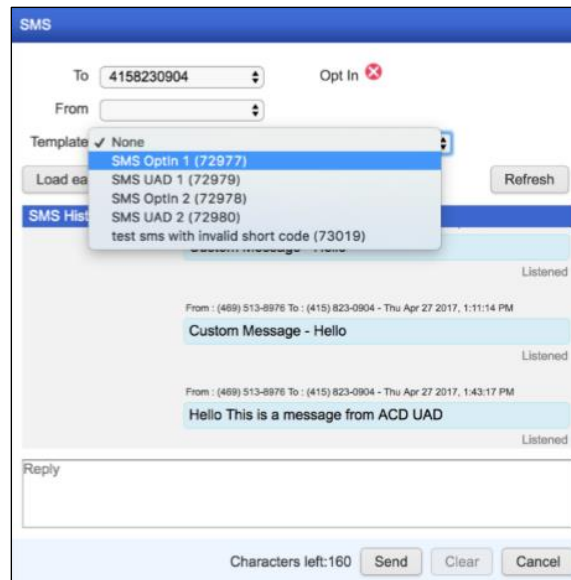 SMS
To 4158230904 Opt In
From
Template ✓ None
SMS OptIn 1 (72977)
SMS UAD 1 (72979)
SMS OptIn 2 (72978)
SMS UAD 2 (72980)
test sms with invalid short code (73019)
Load ea Refresh
SMS Hist
Custom Message - Hello
Listened
From : (469) 513-8976 To : (415) 823-0904 - Thu Apr 27 2017, 1:11:14 PM
Custom Message - Hello
Listened
From : (469) 513-8976 To : (415) 823-0904 - Thu Apr 27 2017, 1:43:17 PM
Hello This is a message from ACD UAD
Listened
Reply
Characters left:160 Send Clear Cancel